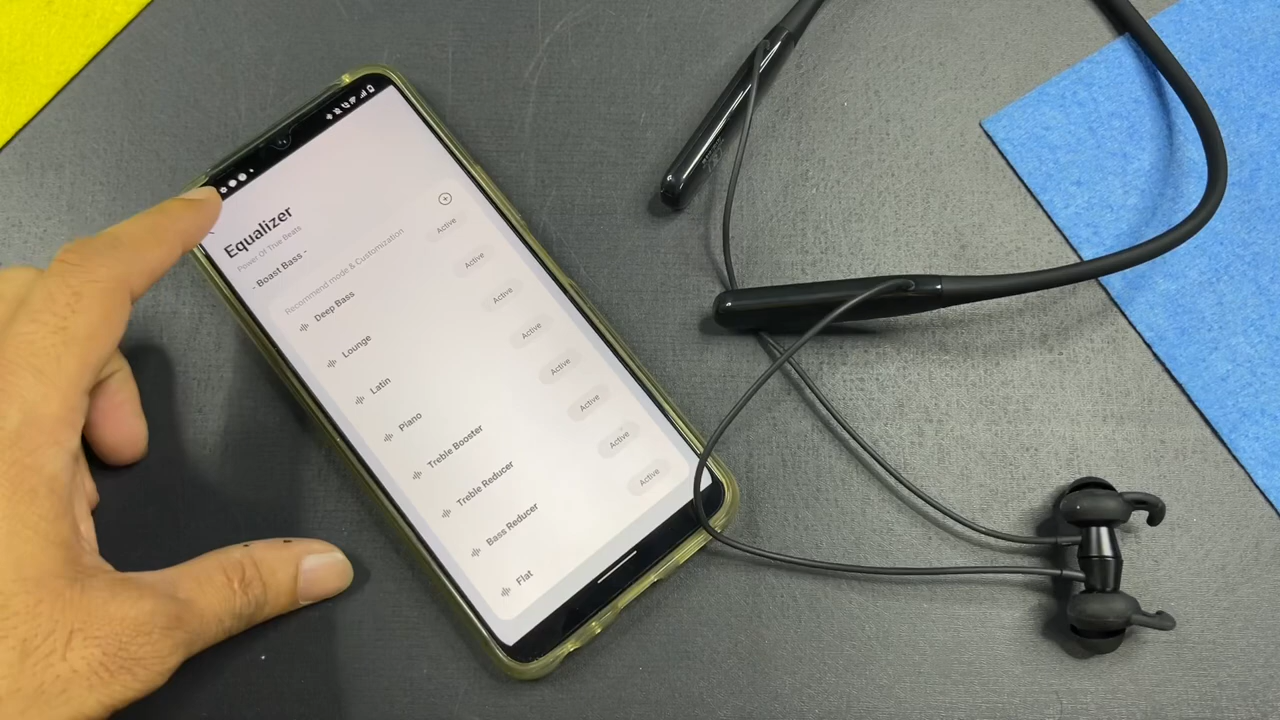 Equalizer
Power Of True Beats
- Boast Bass -
Recommend mode & Customization
Deep Bass Active
Lounge Active
Latin Active
Piano Active
Treble Booster Active
Treble Reducer Active
Bass Reducer Active
Flat Active